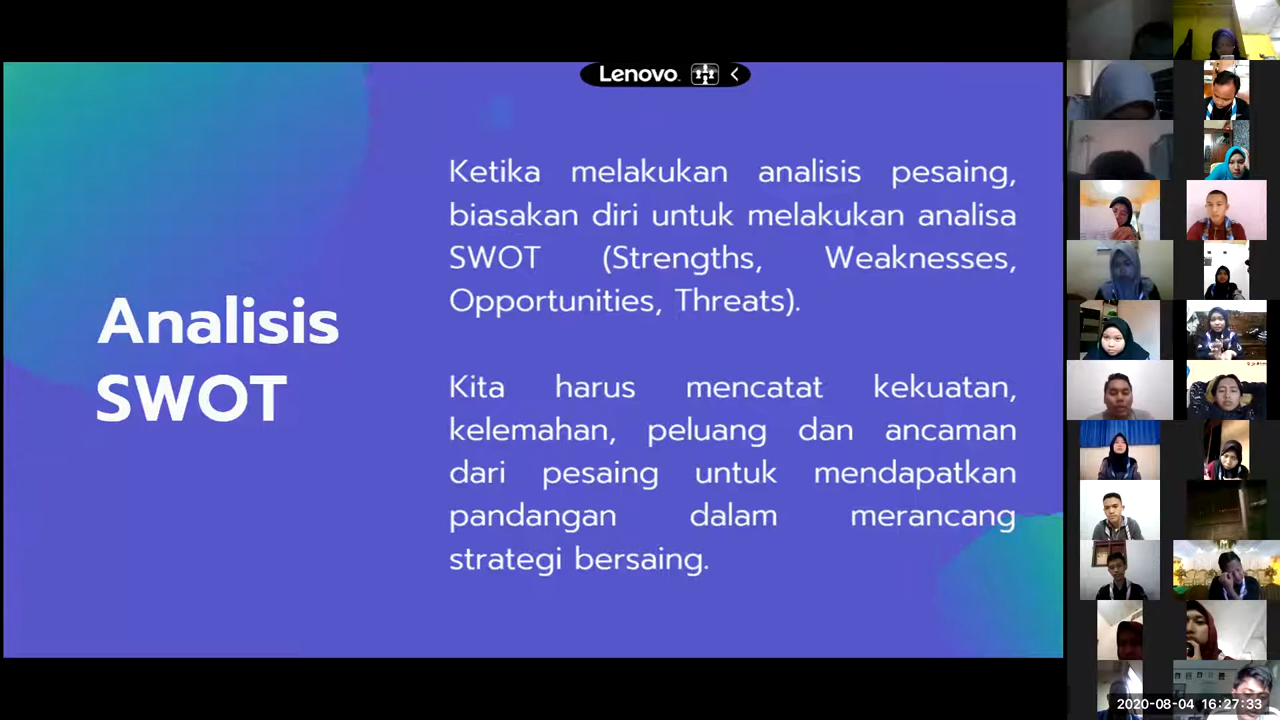 Lenovo
Ketika melakukan analisis pesaing,
biasakan diri untuk melakukan analisa
SWOT (Strengths, Weaknesses,
Opportunities, Threats).
Analisis
SWOT
Kita harus mencatat kekuatan,
kelemahan, peluang dan ancaman
dari pesaing untuk mendapatkan
pandangan dalam merancang
strategi bersaing.
2020-08-04 16:27:33